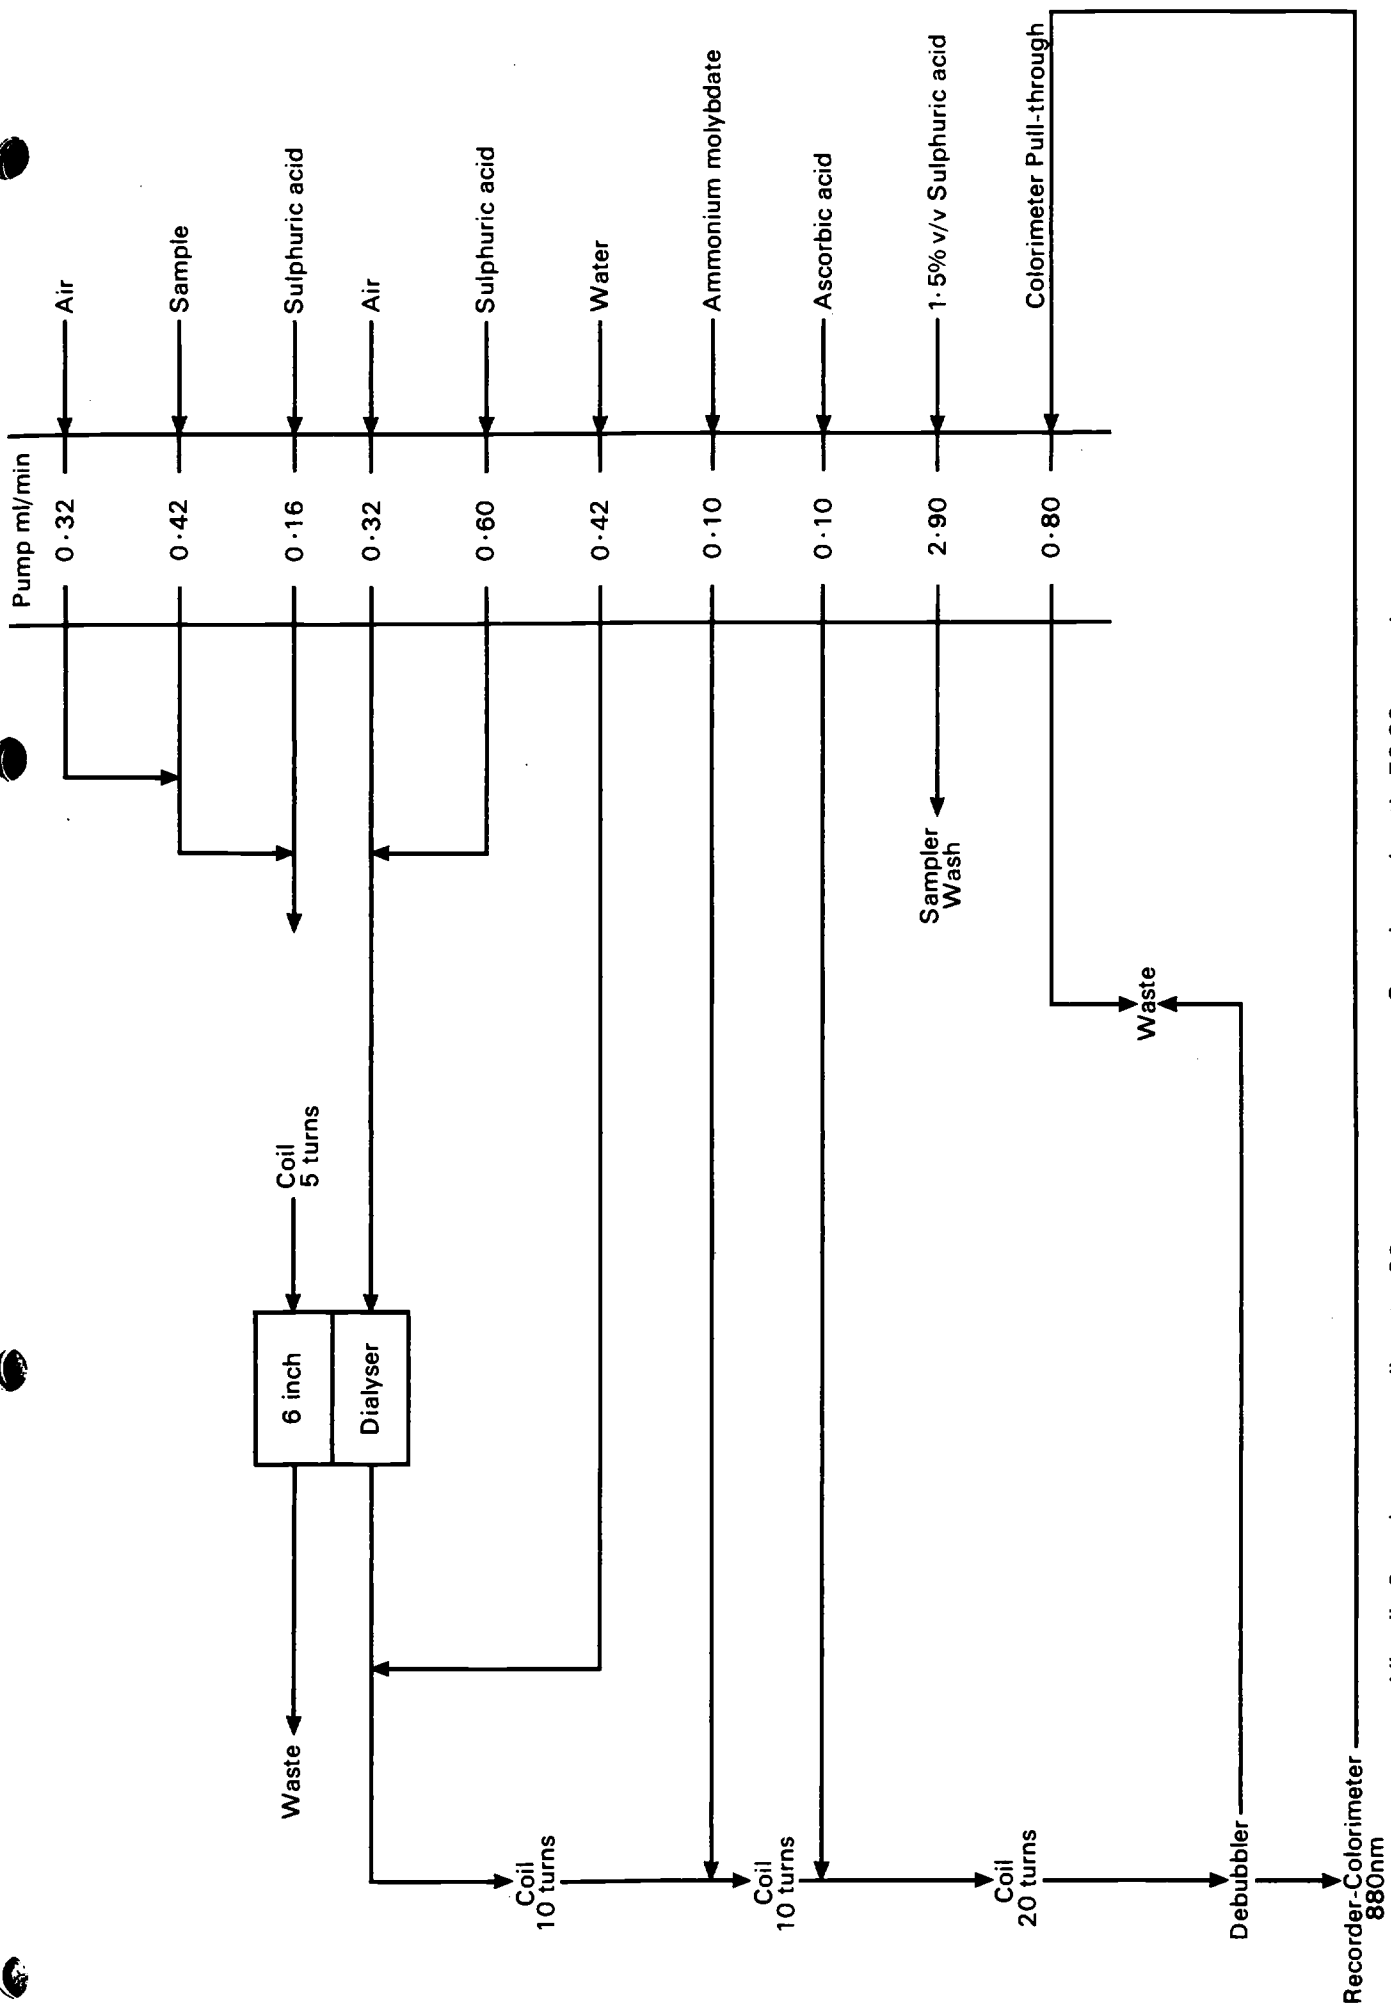 Pump ml/min
0·32
Air
0·42
Sample
0·16
Sulphuric acid
0·32
Air
0·60
Sulphuric acid
0·42
Water
0·10
Ammonium molybdate
0·10
Ascorbic acid
2·90
1·5% v/v Sulphuric acid
0·80
Colorimeter Pull-through
Sampler
Wash
Waste
Coil
5 turns
6 inch
Dialyser
Waste
Coil
10 turns
Coil
10 turns
Coil
20 turns
Debubbler
Recorder-Colorimeter
880nm